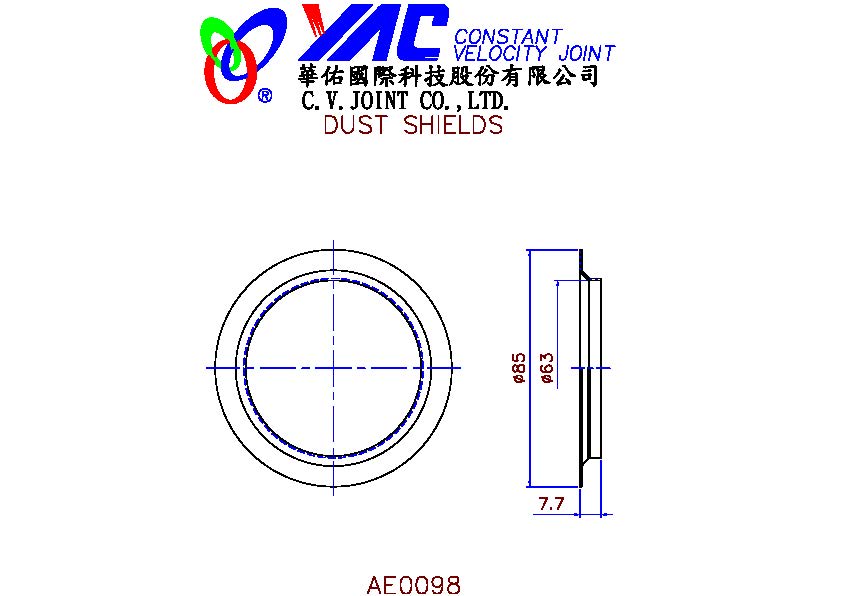 YAC CONSTANT
VELOCITY JOINT
華佑國際科技股份有限公司
®
C.V.JOINT CO.,LTD.
DUST SHIELDS
ø85
ø63
7.7
AE0098